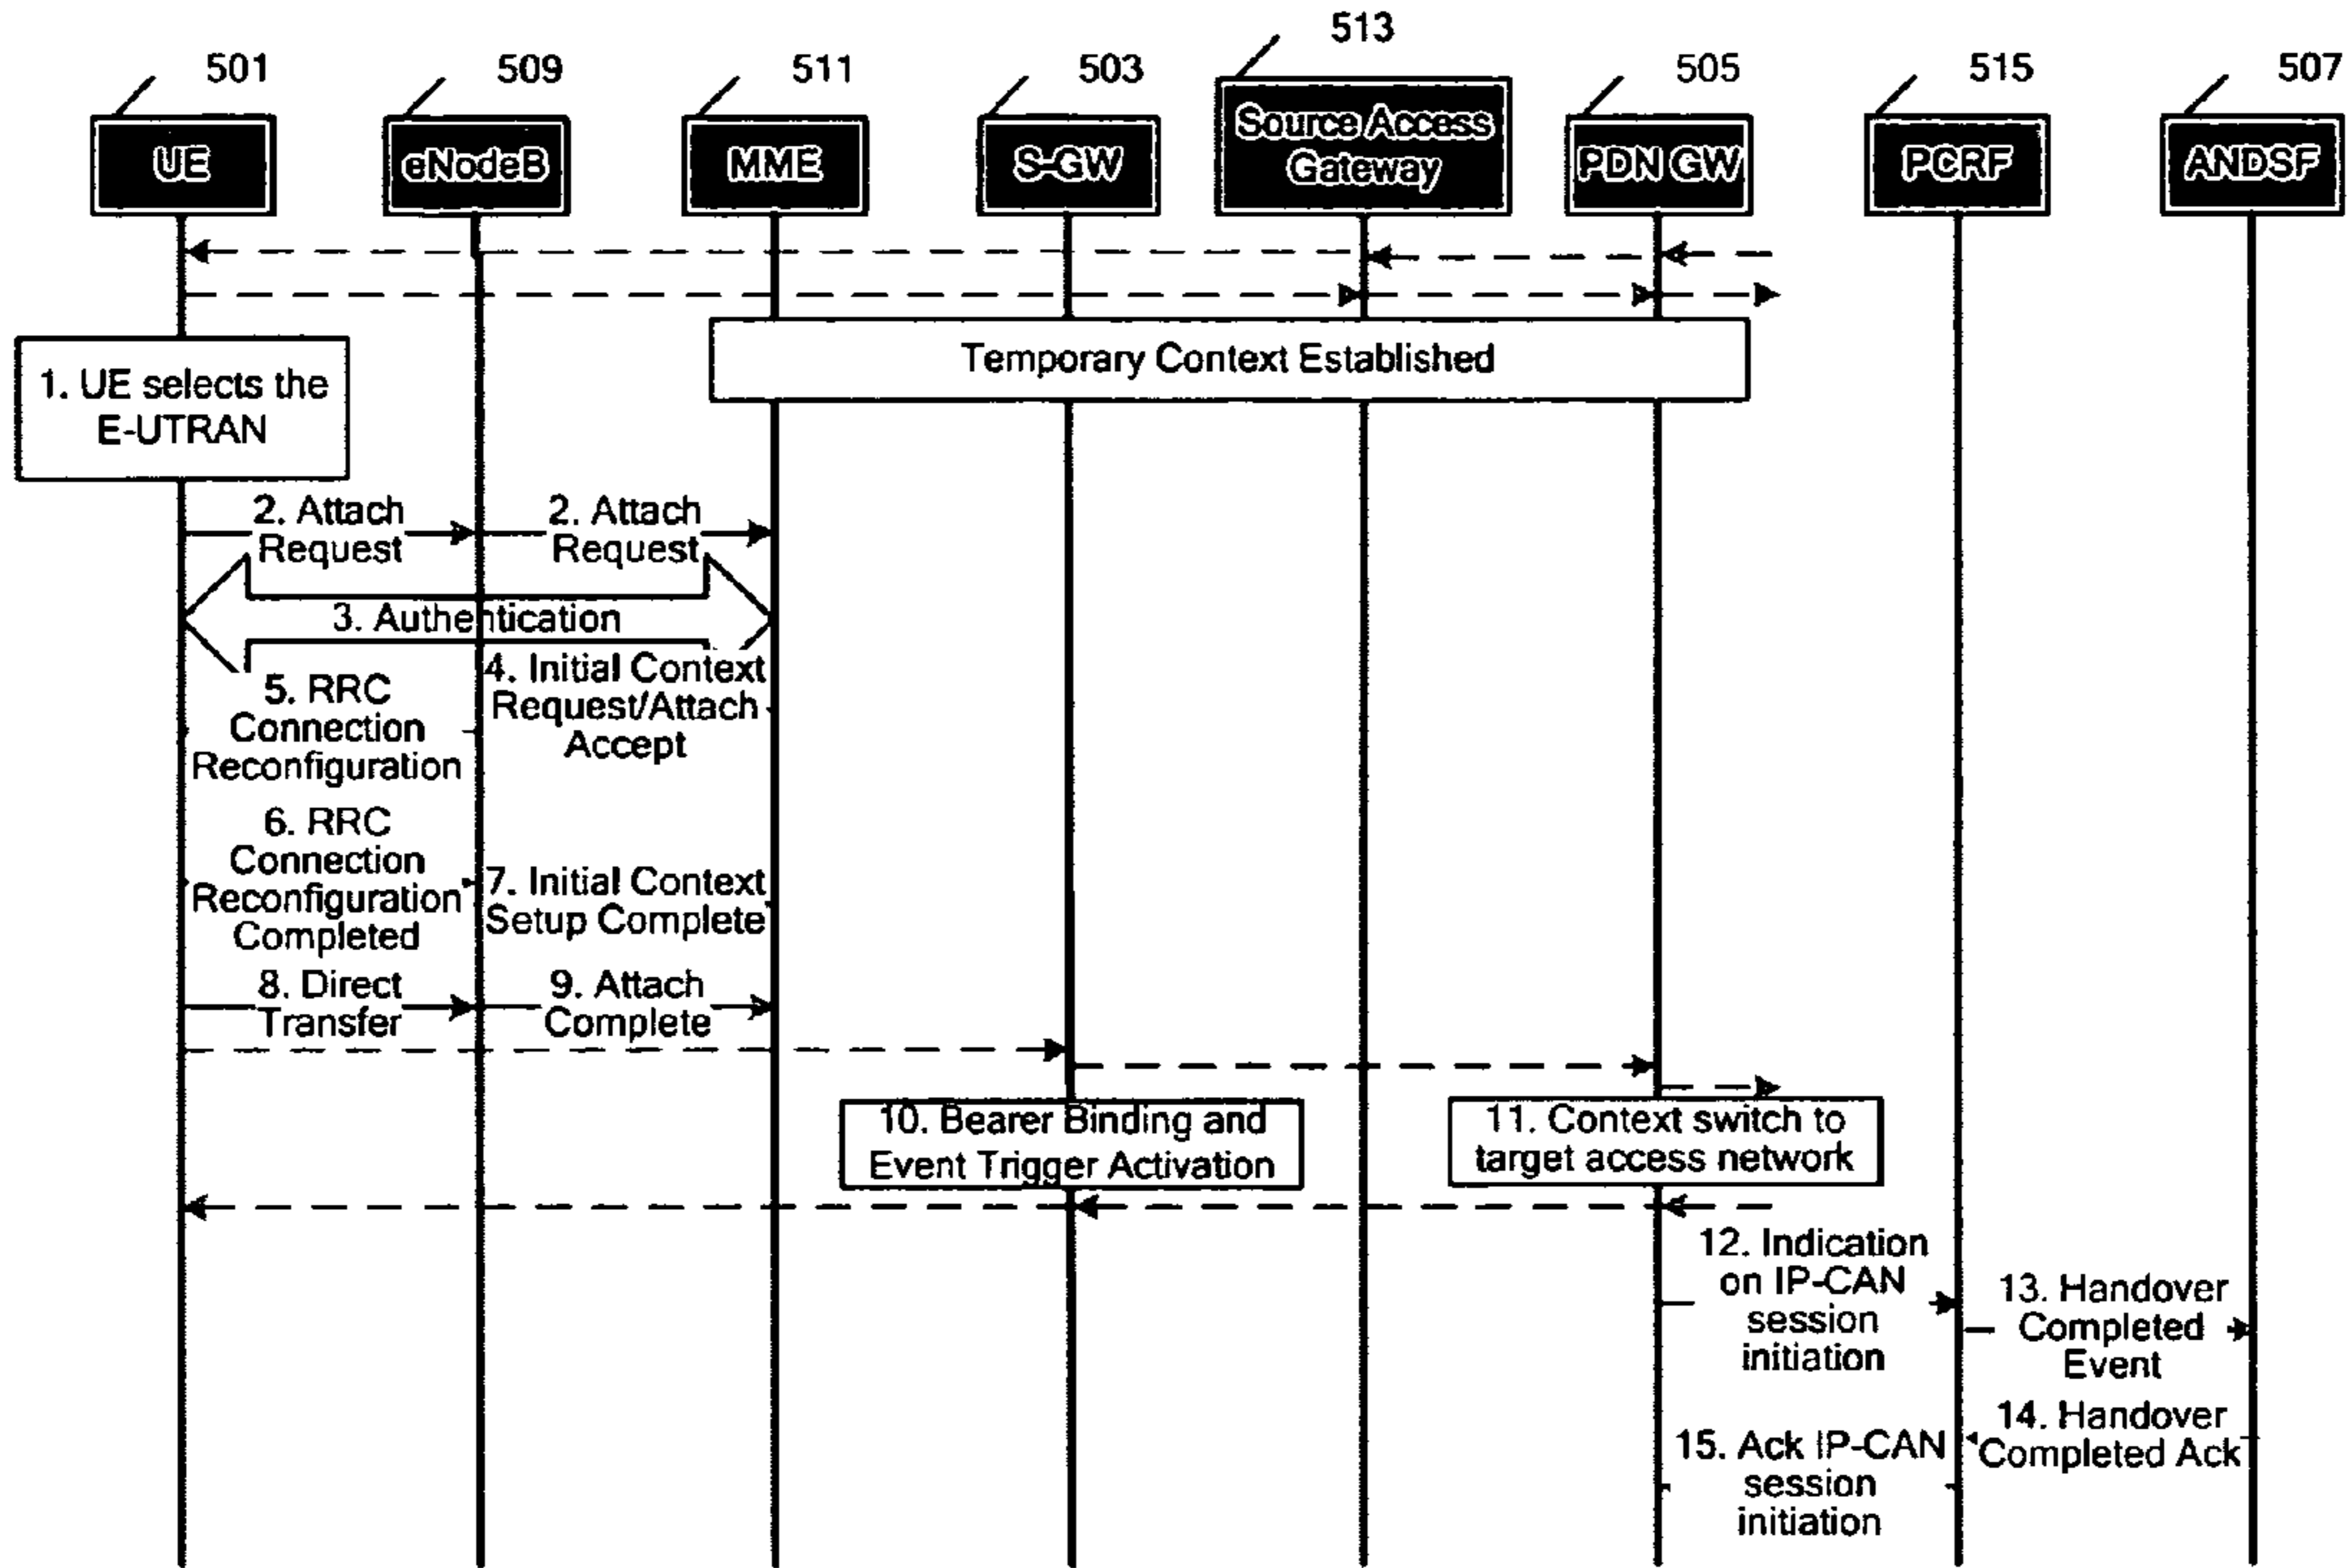 513
501
509
511
503
505
515
507
UE
eNodeB
MME
S-GW
Source Access
Gateway
PDN GW
PCRF
ANDSF
Temporary Context Established
1. UE selects the
E-UTRAN
2. Attach
Request
2. Attach
Request
3. Authentication
4. Initial Context
Request/Attach
Accept
5. RRC
Connection
Reconfiguration
6. RRC
Connection
Reconfiguration
Completed
7. Initial Context
Setup Complete
8. Direct
Transfer
9. Attach
Complete
10. Bearer Binding and
Event Trigger Activation
11. Context switch to
target access network
12. Indication
on IP-CAN
session
initiation
13. Handover
Completed
Event
14. Handover
Completed Ack
15. Ack IP-CAN
session
initiation